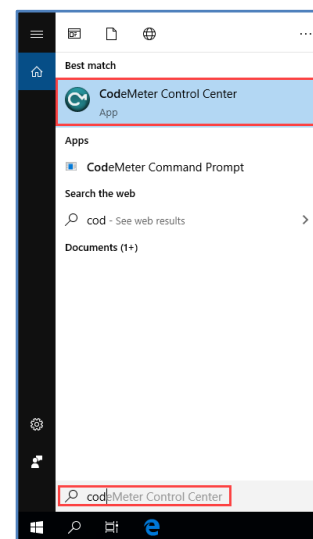 Best match
CodeMeter Control Center
App
Apps
CodeMeter Command Prompt
Search the web
cod - See web results
Documents (1+)
codeMeter Control Center